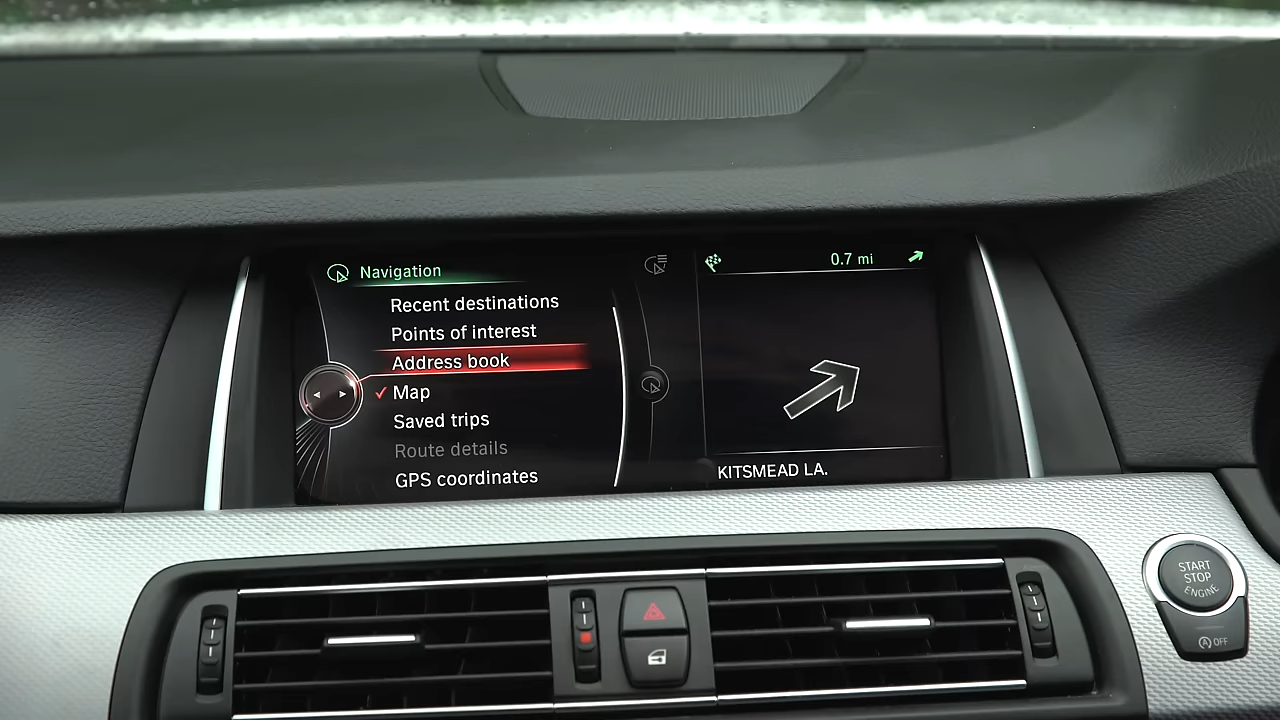 Navigation
Recent destinations
Points of interest
Address book
Map
Saved trips
Route details
GPS coordinates
0.7 mi
KITSMEAD LA.
START
STOP
ENGINE
A OFF